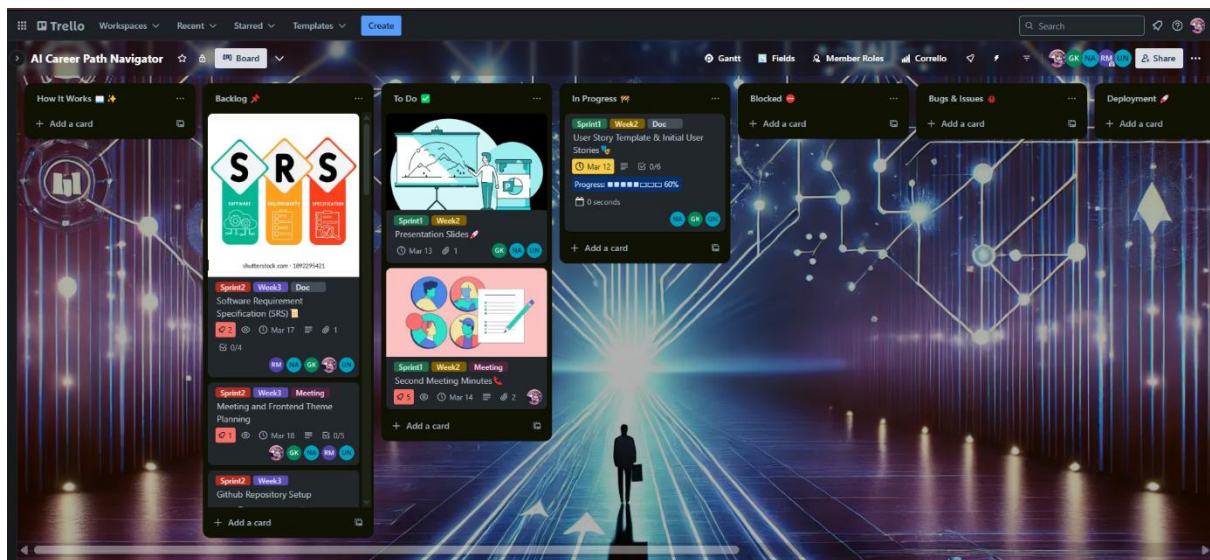 Trello Workspaces Recent Starred Templates Create Search
AI Career Path Navigator Board Gantt Fields Member Roles Corrello GK NA RM UN Share
How It Works
+ Add a card
Backlog
SRS
SOFTWARE REQUIREMENTS SPECIFICATION
shutterstock.com · 1892295421
Sprint2 Week3 Doc
Software Requirement
Specification (SRS)
2 Mar 17 1
0/4
RM NA GK UN
Sprint2 Week3 Meeting
Meeting and Frontend Theme
Planning
1 Mar 18 0/5
GK NA RM UN
Sprint2 Week3
Github Repository Setup
+ Add a card
To Do
Sprint1 Week2
Presentation Slides
Mar 13 1 GK NA UN
Sprint1 Week2 Meeting
Second Meeting Minutes
5 Mar 14 2
+ Add a card
In Progress
Sprint1 Week2 Doc
User Story Template & Initial User
Stories
Mar 12 0/6
Progress: 60%
0 seconds
NA GK UN
+ Add a card
Blocked
+ Add a card
Bugs & Issues
+ Add a card
Deployment
+ Add a card